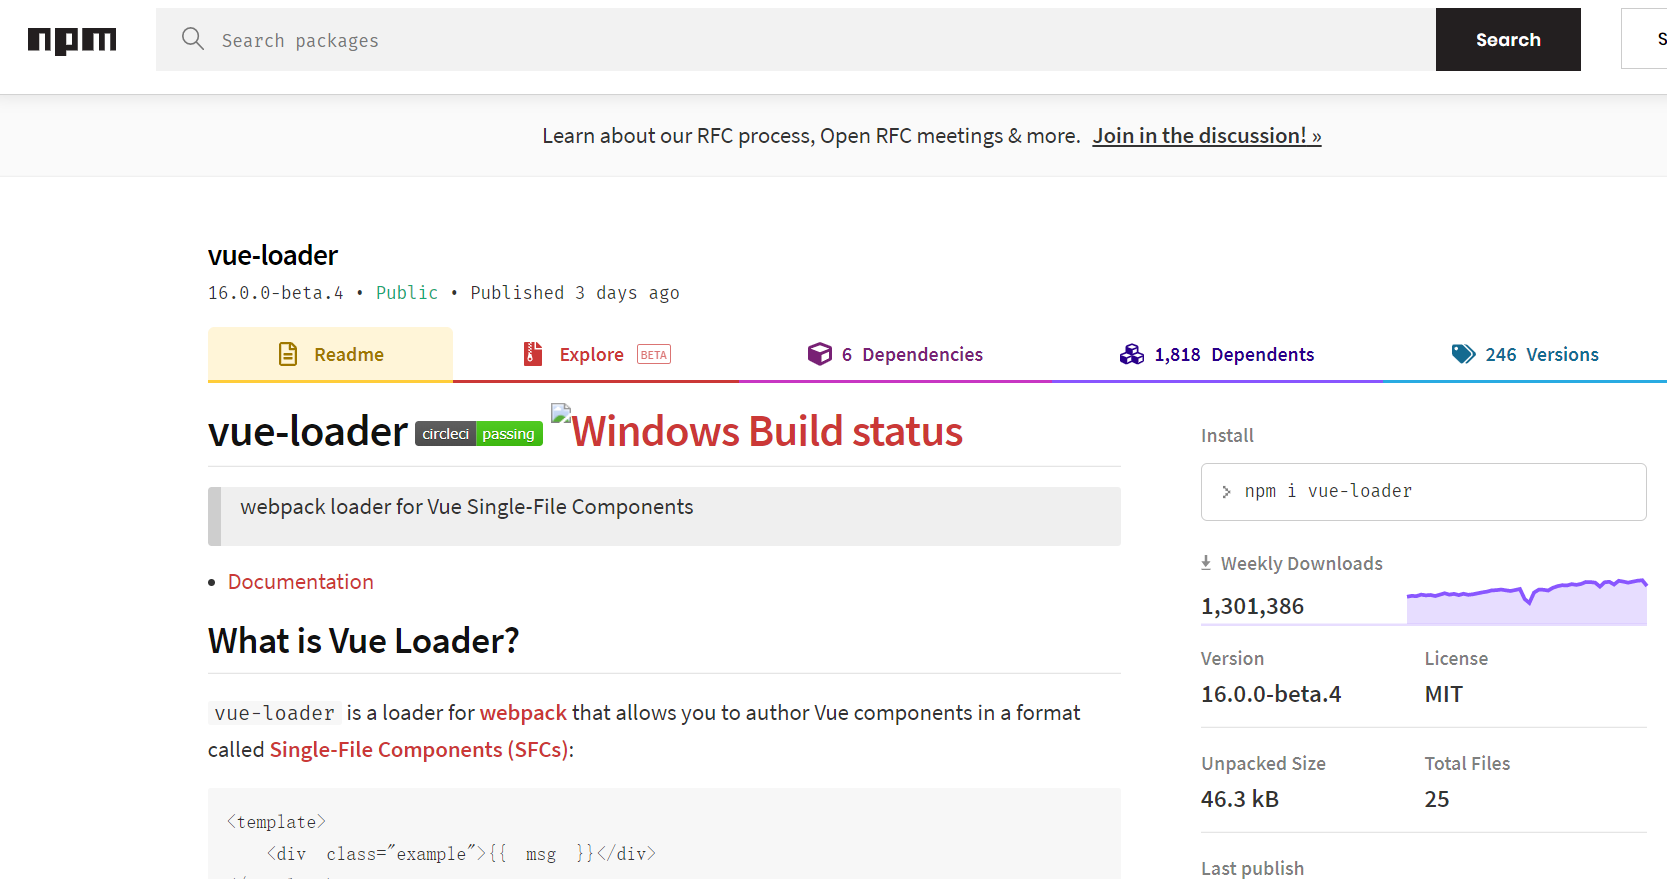 npm
Search packages
Search
S
Learn about our RFC process, Open RFC meetings & more. Join in the discussion! »
vue-loader
16.0.0-beta.4 • Public • Published 3 days ago
Readme
Explore BETA
6 Dependencies
1,818 Dependents
246 Versions
vue-loader circleci passing Windows Build status
webpack loader for Vue Single-File Components
• Documentation
What is Vue Loader?
vue-loader is a loader for webpack that allows you to author Vue components in a format
called Single-File Components (SFCs):
<template>
<div class="example">{{ msg }}</div>
Install
> npm i vue-loader
Weekly Downloads
1,301,386
Version
License
16.0.0-beta.4
MIT
Unpacked Size
Total Files
46.3 kB
25
Last publish